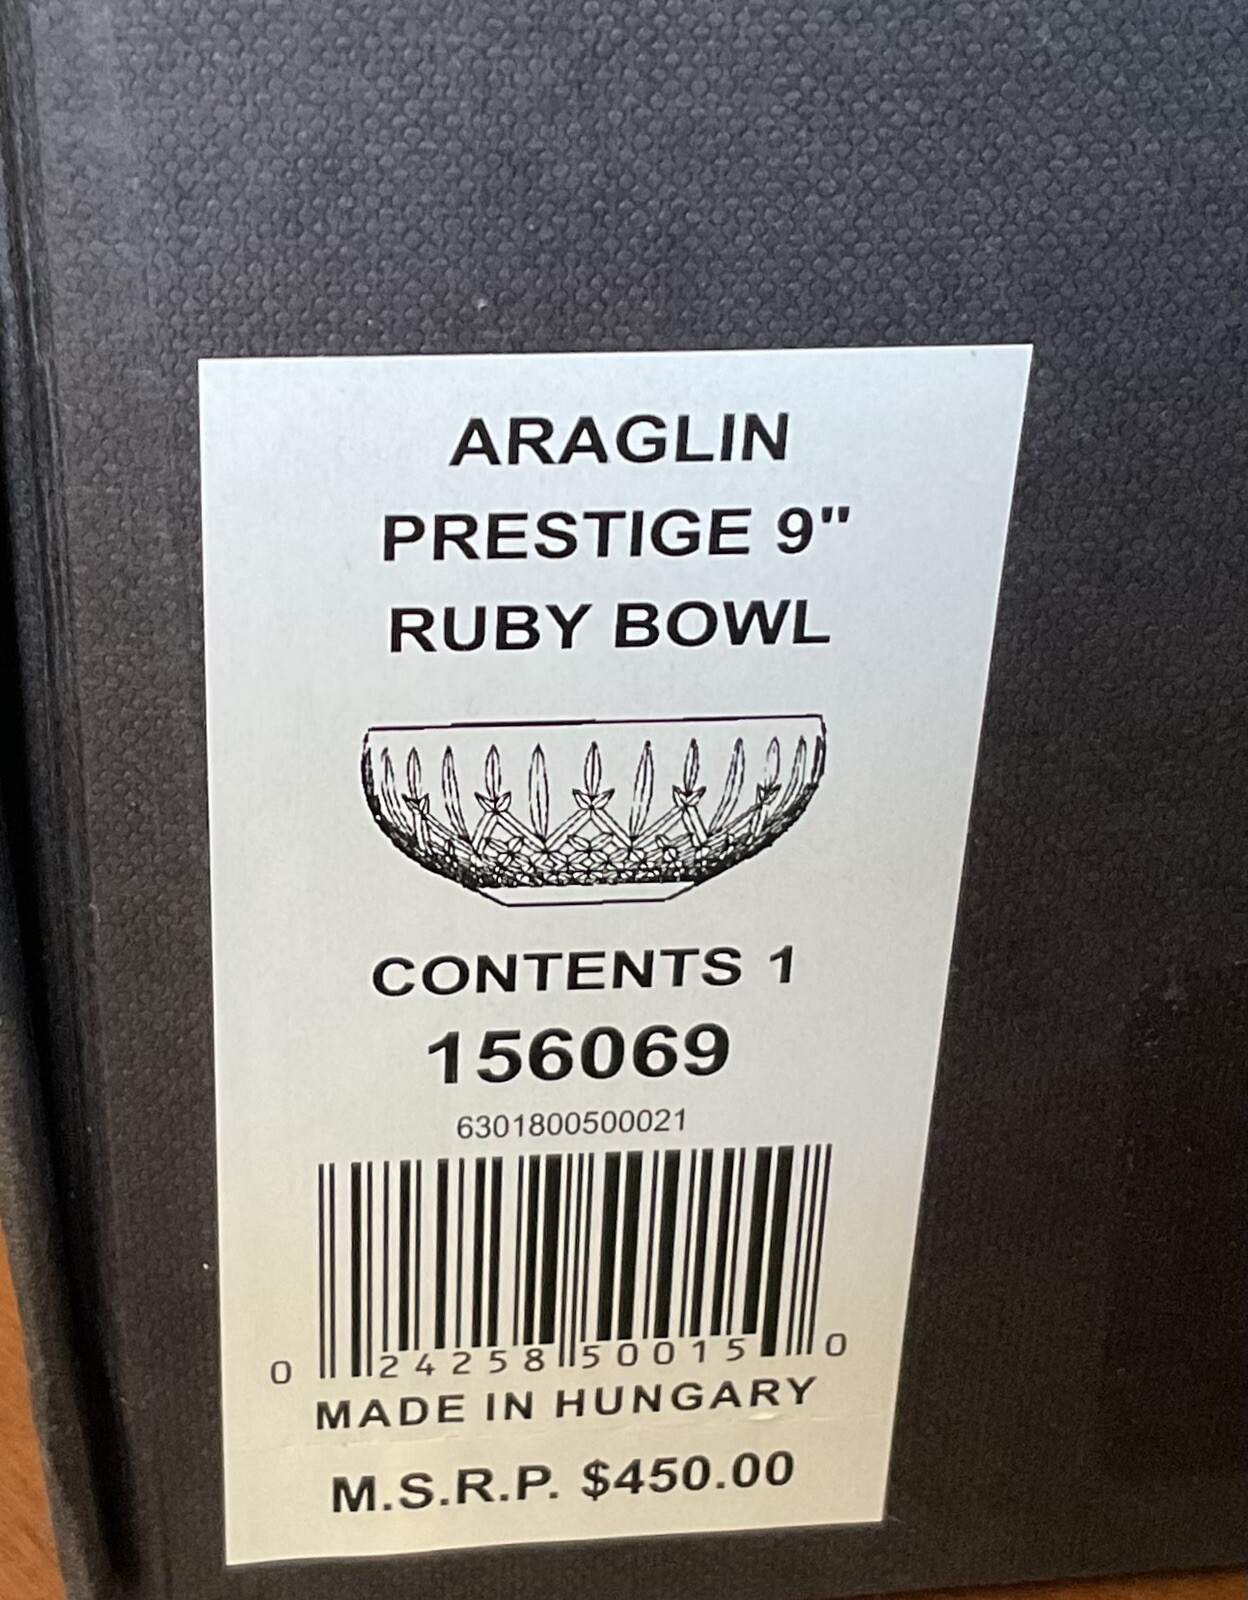 ARAGLIN
PRESTIGE 9"
RUBY BOWL
CONTENTS 1
156069
6301800500021
0 24258 50015 0
MADE IN HUNGARY
M.S.R.P. $450.00